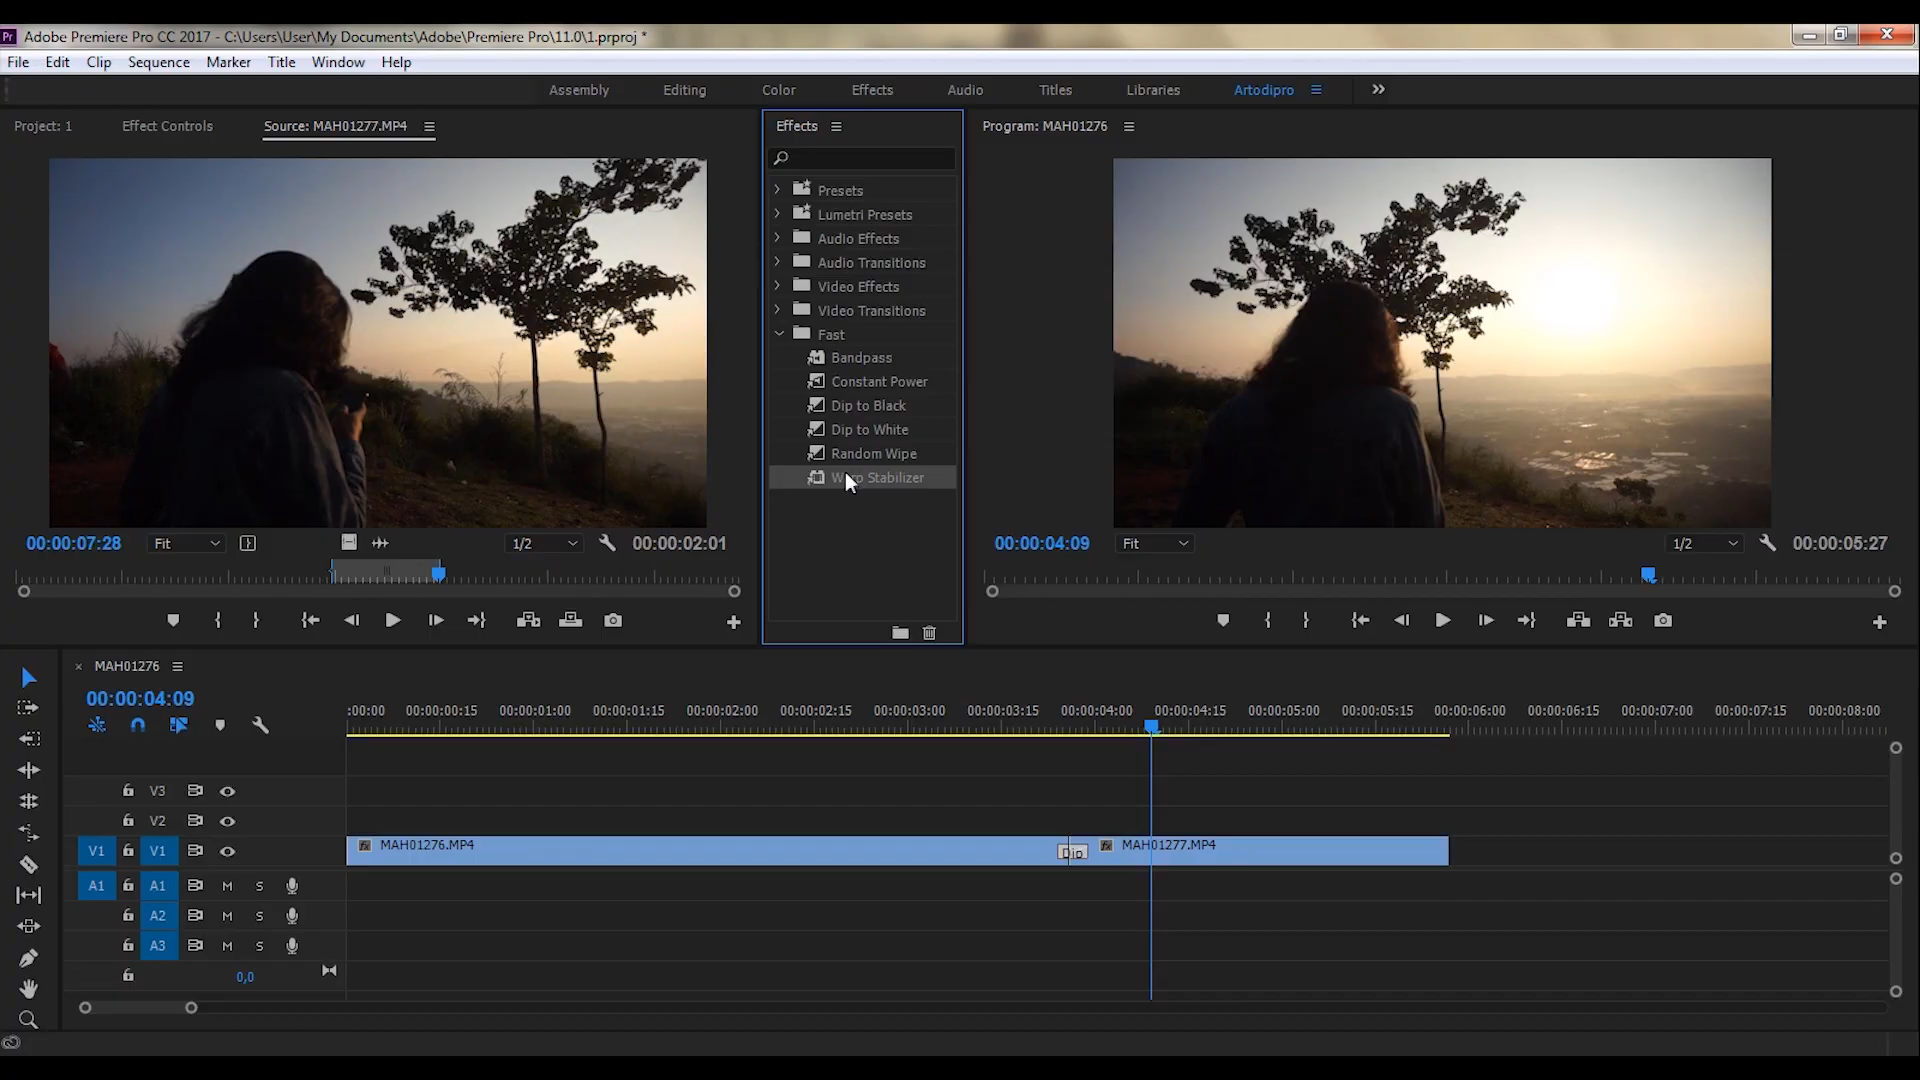 Pr Adobe Premiere Pro CC 2017 - C:\Users\User\My Documents\Adobe\Premiere Pro\11.0\1.prproj *
File Edit Clip Sequence Marker Title Window Help
Assembly Editing Color Effects Audio Titles Libraries Artodipro
Project: 1 Effect Controls Source: MAH01277.MP4
Effects
Program: MAH01276
Presets
Lumetri Presets
Audio Effects
Audio Transitions
Video Effects
Video Transitions
Fast
Bandpass
Constant Power
Dip to Black
Dip to White
Random Wipe
Warp Stabilizer
00:00:07:28 Fit 1/2 00:00:02:01
00:00:04:09 Fit 1/2 00:00:05:27
MAH01276
00:00:04:09
:00:00 00:00:00:15 00:00:01:00 00:00:01:15 00:00:02:00 00:00:02:15 00:00:03:00 00:00:03:15 00:00:04:00 00:00:04:15 00:00:05:00 00:00:05:15 00:00:06:00 00:00:06:15 00:00:07:00 00:00:07:15 00:00:08:00
V3
V2
V1 V1 fx MAH01276.MP4 Dip fx MAH01277.MP4
A1 A1 M S
A2 M S
A3 M S
0,0